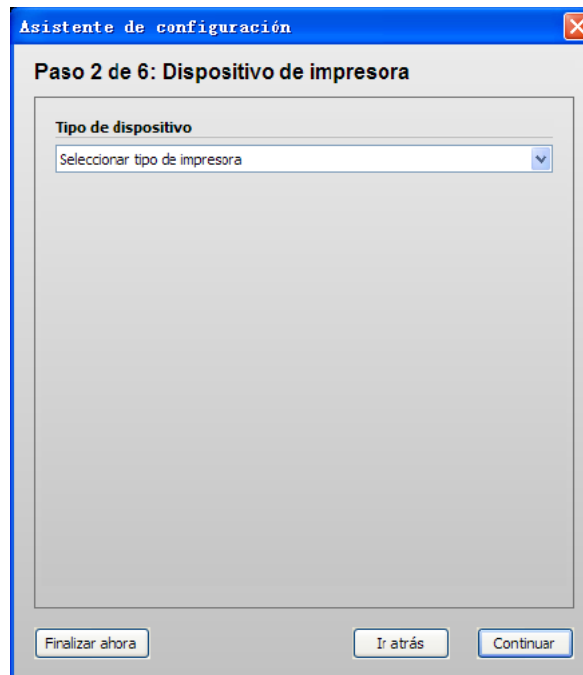 Asistente de configuración
Paso 2 de 6: Dispositivo de impresora
Tipo de dispositivo
Seleccionar tipo de impresora
Finalizar ahora
Ir atrás
Continuar